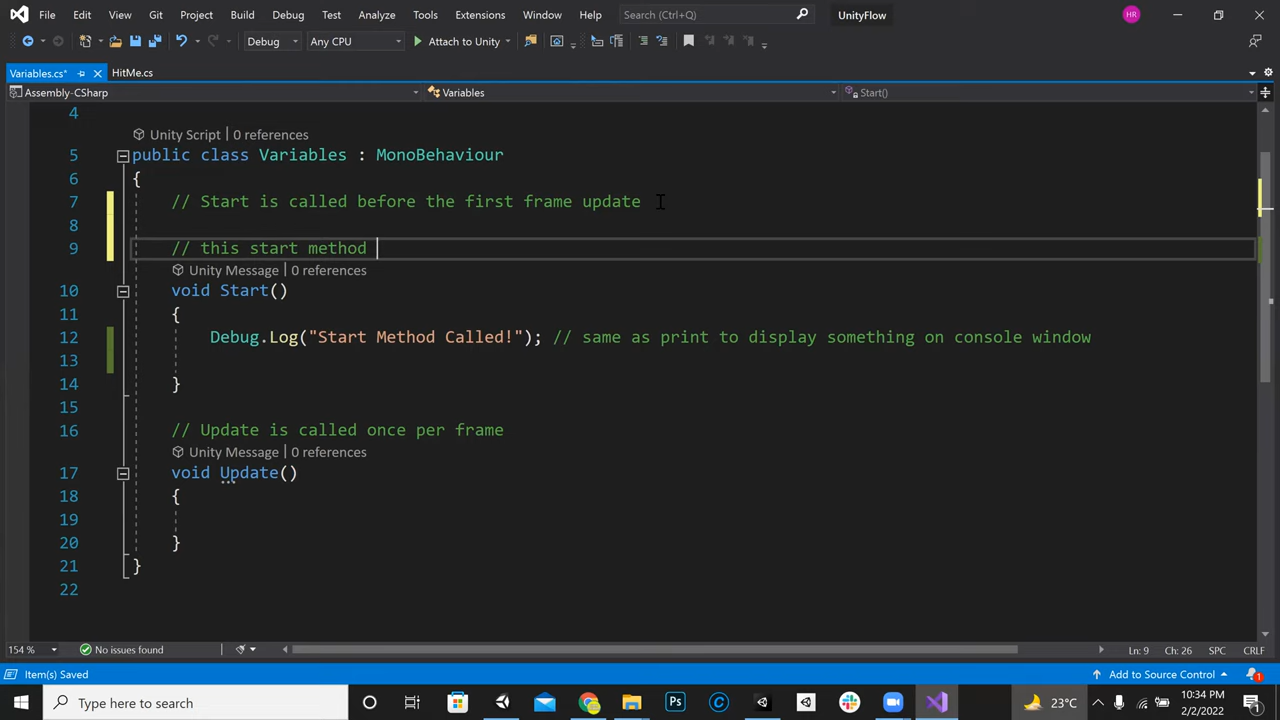 File Edit View Git Project Build Debug Test Analyze Tools Extensions Window Help Search (Ctrl+Q) UnityFlow HR
Debug Any CPU Attach to Unity
Variables.cs* HitMe.cs
Assembly-CSharp Variables Start()
4
Unity Script | 0 references
5 public class Variables : MonoBehaviour
6 {
7 // Start is called before the first frame update
8
9 // this start method
Unity Message | 0 references
10 void Start()
11 {
12 Debug.Log("Start Method Called!"); // same as print to display something on console window
13
14 }
15
16 // Update is called once per frame
Unity Message | 0 references
17 void Update()
18 {
19
20 }
21 }
22
154 % No issues found Ln: 9 Ch: 26 SPC CRLF
Item(s) Saved Add to Source Control 1
Type here to search Ps C 23°C 10:34 PM
2/2/2022 1